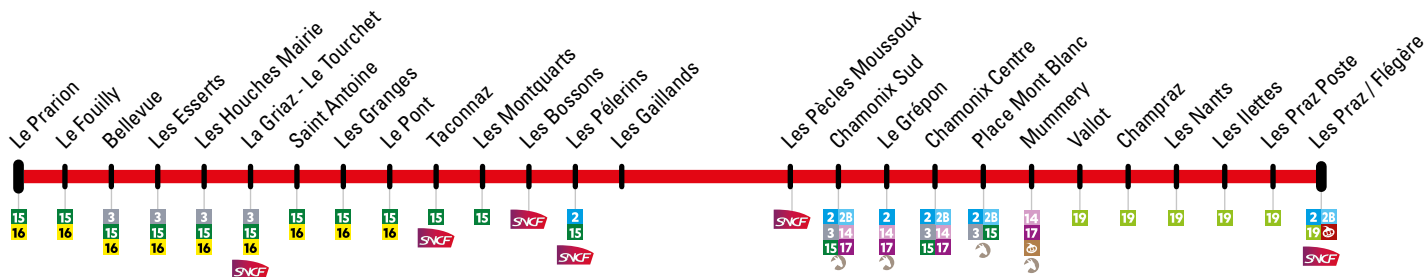 Le Prarion
Le Fouilly
Bellevue
Les Esserts
Les Houches Mairie
La Griaz - Le Tourchet
Saint Antoine
Les Granges
Le Pont
Taconnaz
Les Montquarts
Les Bossons
Les Pélerins
Les Gaillands
Les Pècles Moussoux
Chamonix Sud
Le Grépon
Chamonix Centre
Place Mont Blanc
Mummery
Vallot
Champraz
Les Nants
Les Ilettes
Les Praz Poste
Les Praz / Flégère
15
16
15
16
3
15
16
3
15
16
3
15
16
3
15
16
SNCF
15
16
15
16
15
16
15
SNCF
15
SNCF
2
15
SNCF
SNCF
2 2B
3 14
15 17
2
14
17
2 2B
3 14
15 17
2 2B
3 15
14
17
19
19
19
19
19
2 2B
19
SNCF